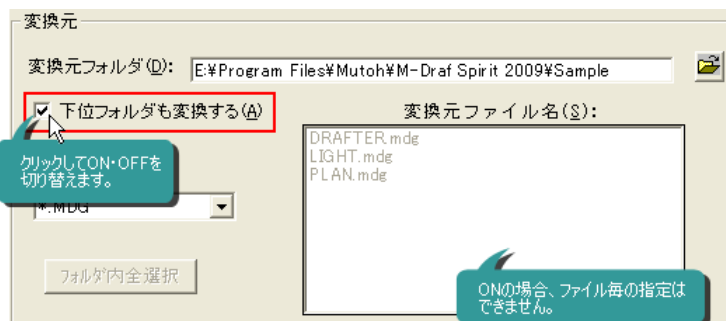 変換元
変換元フォルダ(D): E:¥Program Files¥Mutoh¥M-Draf Spirit 2009¥Sample
下位フォルダも変換する(A)
変換元ファイル名(S):
DRAFTER.mdg
LIGHT.mdg
PLAN.mdg
クリックしてON・OFFを
切り替えます。
*.MDG
フォルダ内全選択
ONの場合、ファイル毎の指定は
できません。